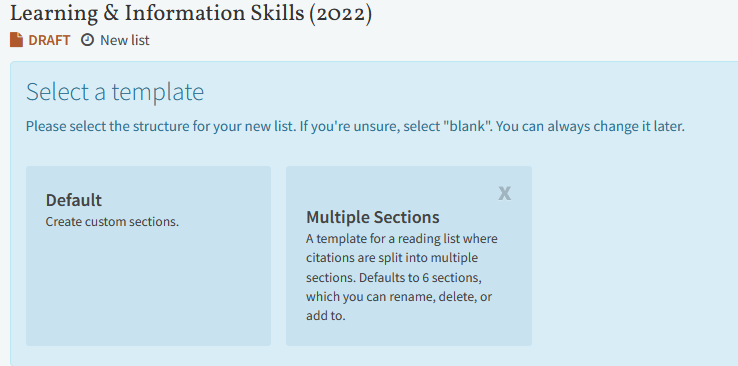 Learning & Information Skills (2022)
DRAFT New list
Select a template
Please select the structure for your new list. If you're unsure, select "blank". You can always change it later.
Default
Create custom sections.
X
Multiple Sections
A template for a reading list where
citations are split into multiple
sections. Defaults to 6 sections,
which you can rename, delete, or
add to.